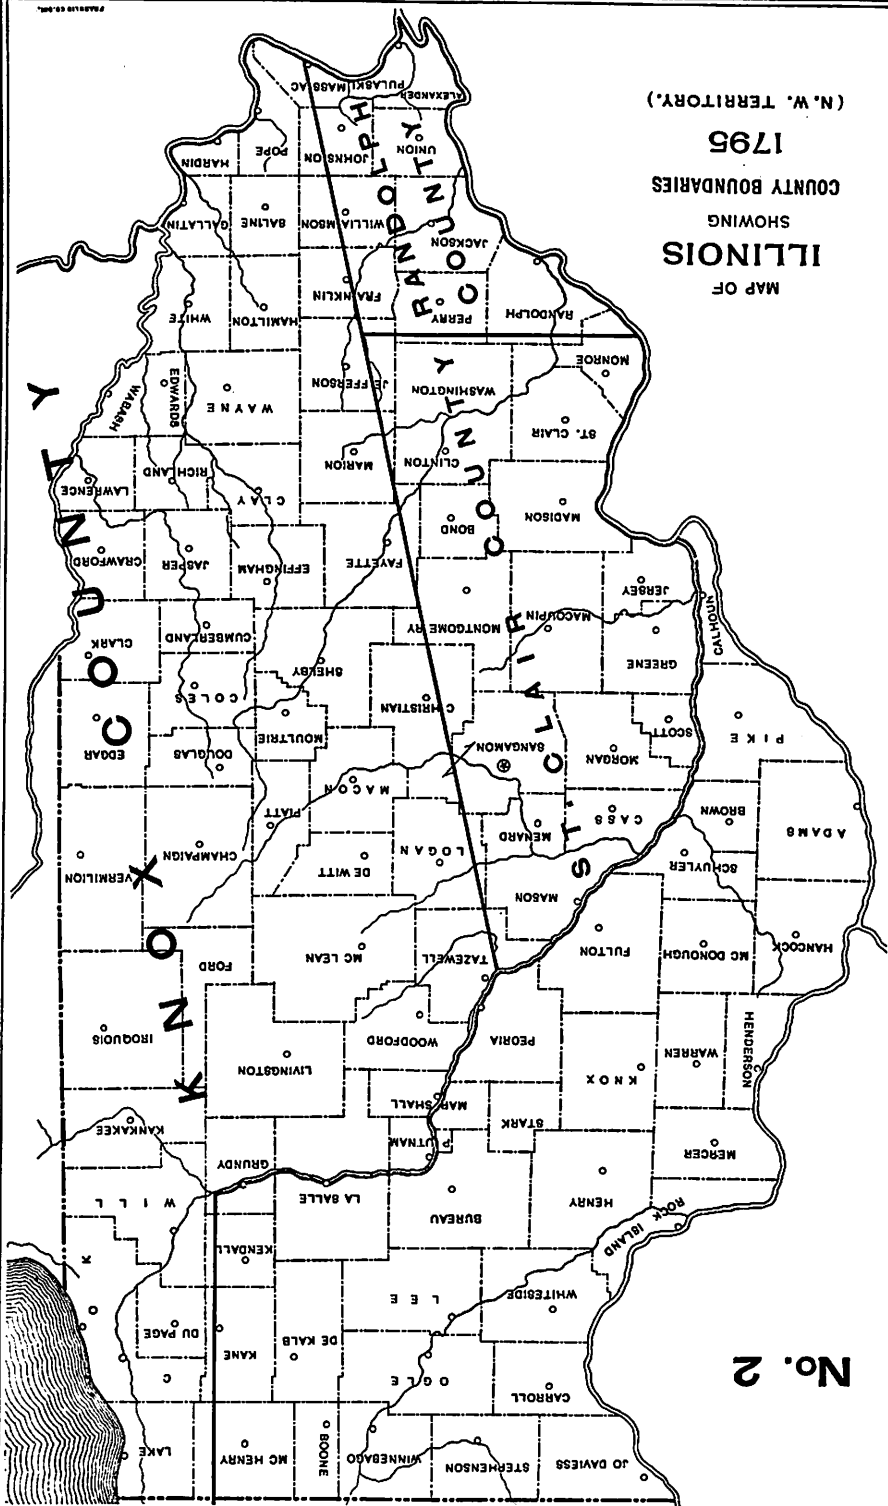 No. 2
JO DAVIESS
STEPHENSON
WINNEBAGO
BOONE
MC HENRY
LAKE
CARROLL
OGLE
DE KALB
KANE
DU PAGE
C
K
WHITESIDE
LEE
KENDALL
WILL
ROCK ISLAND
HENRY
BUREAU
LA SALLE
GRUNDY
KANKAKEE
MERCER
PUTNAM
STARK
MARSHALL
HENDERSON
WARREN
KNOX
PEORIA
WOODFORD
LIVINGSTON
IROQUOIS
HANCOCK
MC DONOUGH
FULTON
TAZEWELL
MC LEAN
FORD
KNOX COUNTY
ADAMS
SCHUYLER
BROWN
MASON
LOGAN
DE WITT
PIATT
CHAMPAIGN
VERMILION
CASS
MENARD
MACON
PIKE
SCOTT
MORGAN
SANGAMON
CHRISTIAN
MOULTRIE
DOUGLAS
EDGAR
ST. CLAIR COUNTY
CALHOUN
GREENE
JERSEY
MACOUPIN
MONTGOMERY
SHELBY
COLES
CUMBERLAND
CLARK
MADISON
BOND
FAYETTE
EFFINGHAM
JASPER
CRAWFORD
ST. CLAIR
CLINTON
MARION
CLAY
RICHLAND
LAWRENCE
MONROE
WASHINGTON
JEFFERSON
WAYNE
EDWARDS
WABASH
RANDOLPH
PERRY
FRANKLIN
HAMILTON
WHITE
RANDOLPH
COUNTY
JACKSON
WILLIAMSON
SALINE
GALLATIN
UNION
JOHNSON
POPE
HARDIN
ALEXANDER
PULASKI
MASSAC
MAP OF
ILLINOIS
SHOWING
COUNTY BOUNDARIES
1795
(N. W. TERRITORY.)